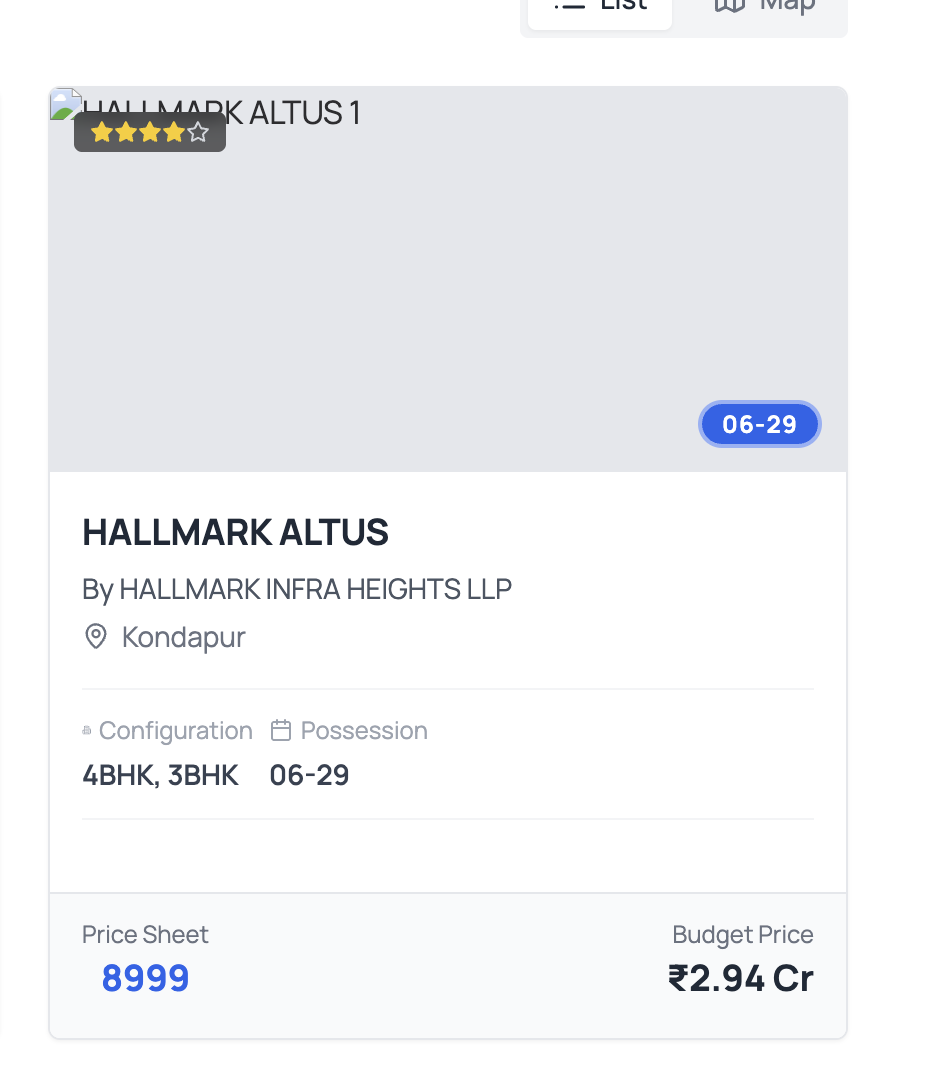 List Map
HALLMARK ALTUS 1
06-29
HALLMARK ALTUS
By HALLMARK INFRA HEIGHTS LLP
Kondapur
Configuration Possession
4BHK, 3BHK 06-29
Price Sheet Budget Price
8999 ₹2.94 Cr